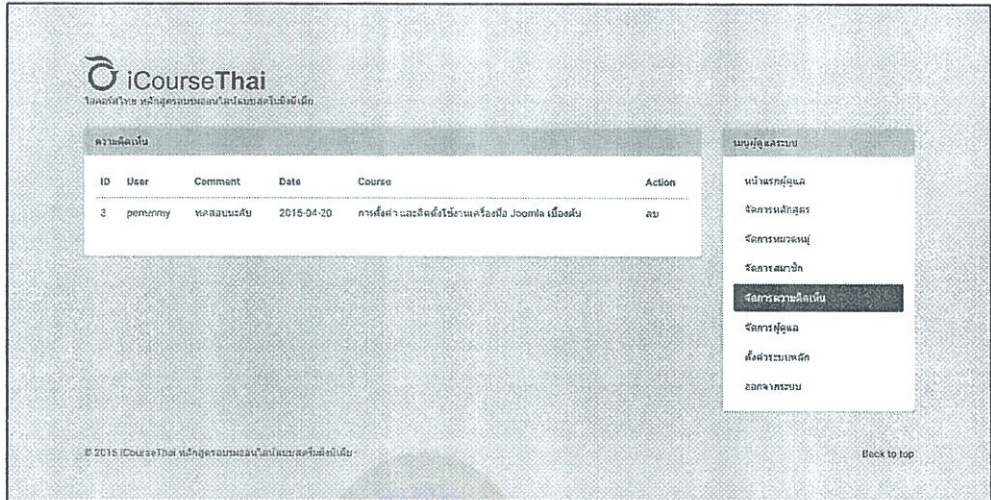 iCourseThai
ไอคอร์สไทย หลักสูตรอบรมออนไลน์แบบสตรีมมิ่งมีเดีย
ความคิดเห็น
ID User Comment Date Course Action
3 pemmmy ทดสอบนะคับ 2015-04-20 การตั้งค่า และติดตั้งใช้งานเครื่องมือ Joomla เบื้องต้น ลบ
เมนูผู้ดูแลระบบ
หน้าแรกผู้ดูแล
จัดการหลักสูตร
จัดการหมวดหมู่
จัดการสมาชิก
จัดการความคิดเห็น
จัดการผู้ดูแล
ตั้งค่าระบบหลัก
ออกจากระบบ
© 2015 iCourseThai หลักสูตรอบรมออนไลน์แบบสตรีมมิ่งมีเดีย
Back to top